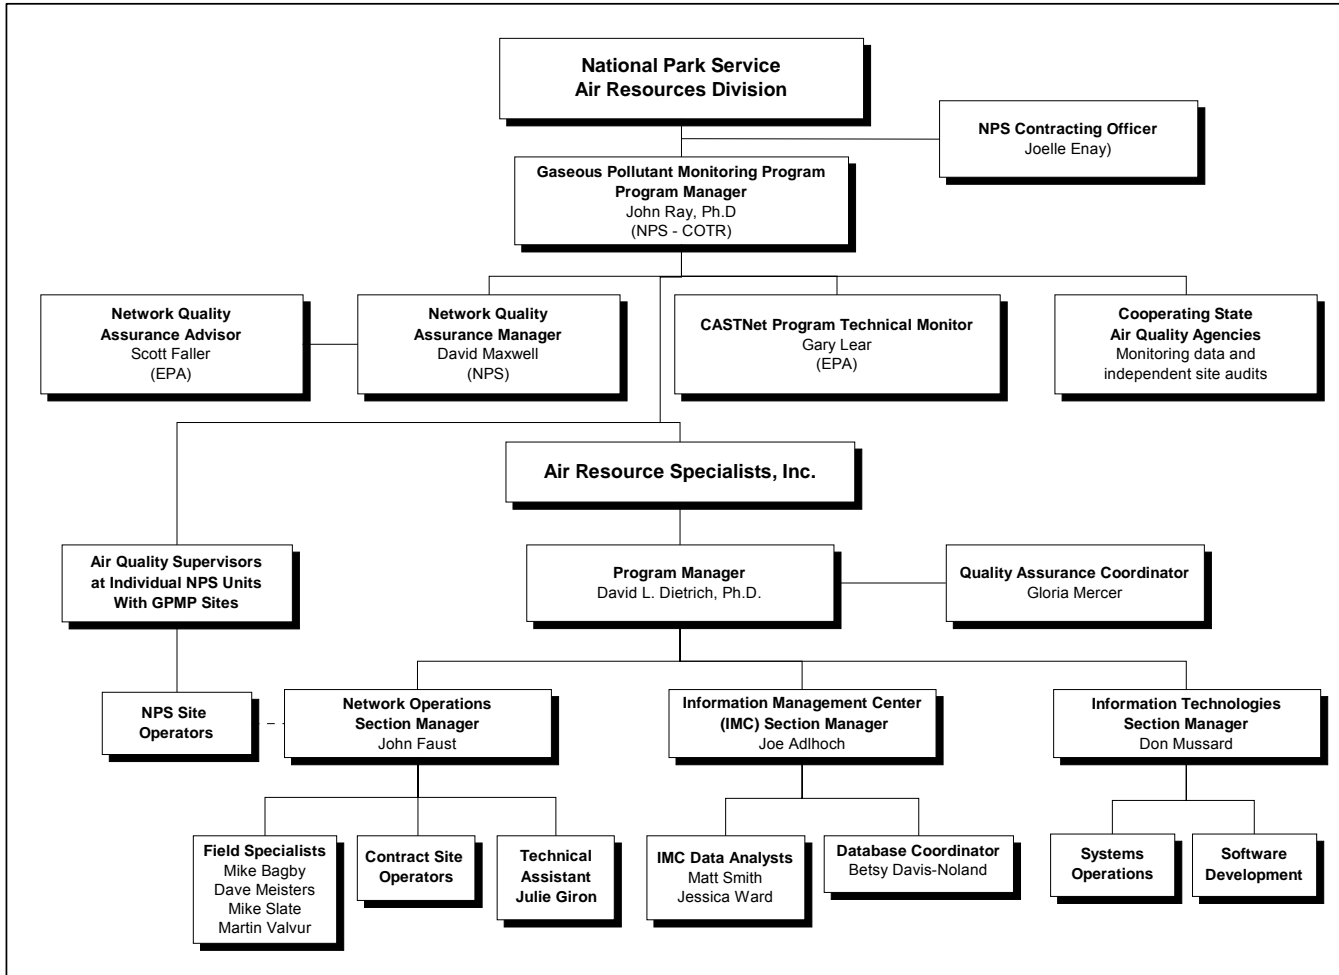 National Park Service
Air Resources Division
NPS Contracting Officer
Joelle Enay)
Gaseous Pollutant Monitoring Program
Program Manager
John Ray, Ph.D
(NPS - COTR)
Network Quality
Assurance Advisor
Scott Faller
(EPA)
Network Quality
Assurance Manager
David Maxwell
(NPS)
CASTNet Program Technical Monitor
Gary Lear
(EPA)
Cooperating State
Air Quality Agencies
Monitoring data and
independent site audits
Air Resource Specialists, Inc.
Air Quality Supervisors
at Individual NPS Units
With GPMP Sites
Program Manager
David L. Dietrich, Ph.D.
Quality Assurance Coordinator
Gloria Mercer
NPS Site
Operators
Network Operations
Section Manager
John Faust
Information Management Center
(IMC) Section Manager
Joe Adlhoch
Information Technologies
Section Manager
Don Mussard
Field Specialists
Mike Bagby
Dave Meisters
Mike Slate
Martin Valvur
Contract Site
Operators
Technical
Assistant
Julie Giron
IMC Data Analysts
Matt Smith
Jessica Ward
Database Coordinator
Betsy Davis-Noland
Systems
Operations
Software
Development